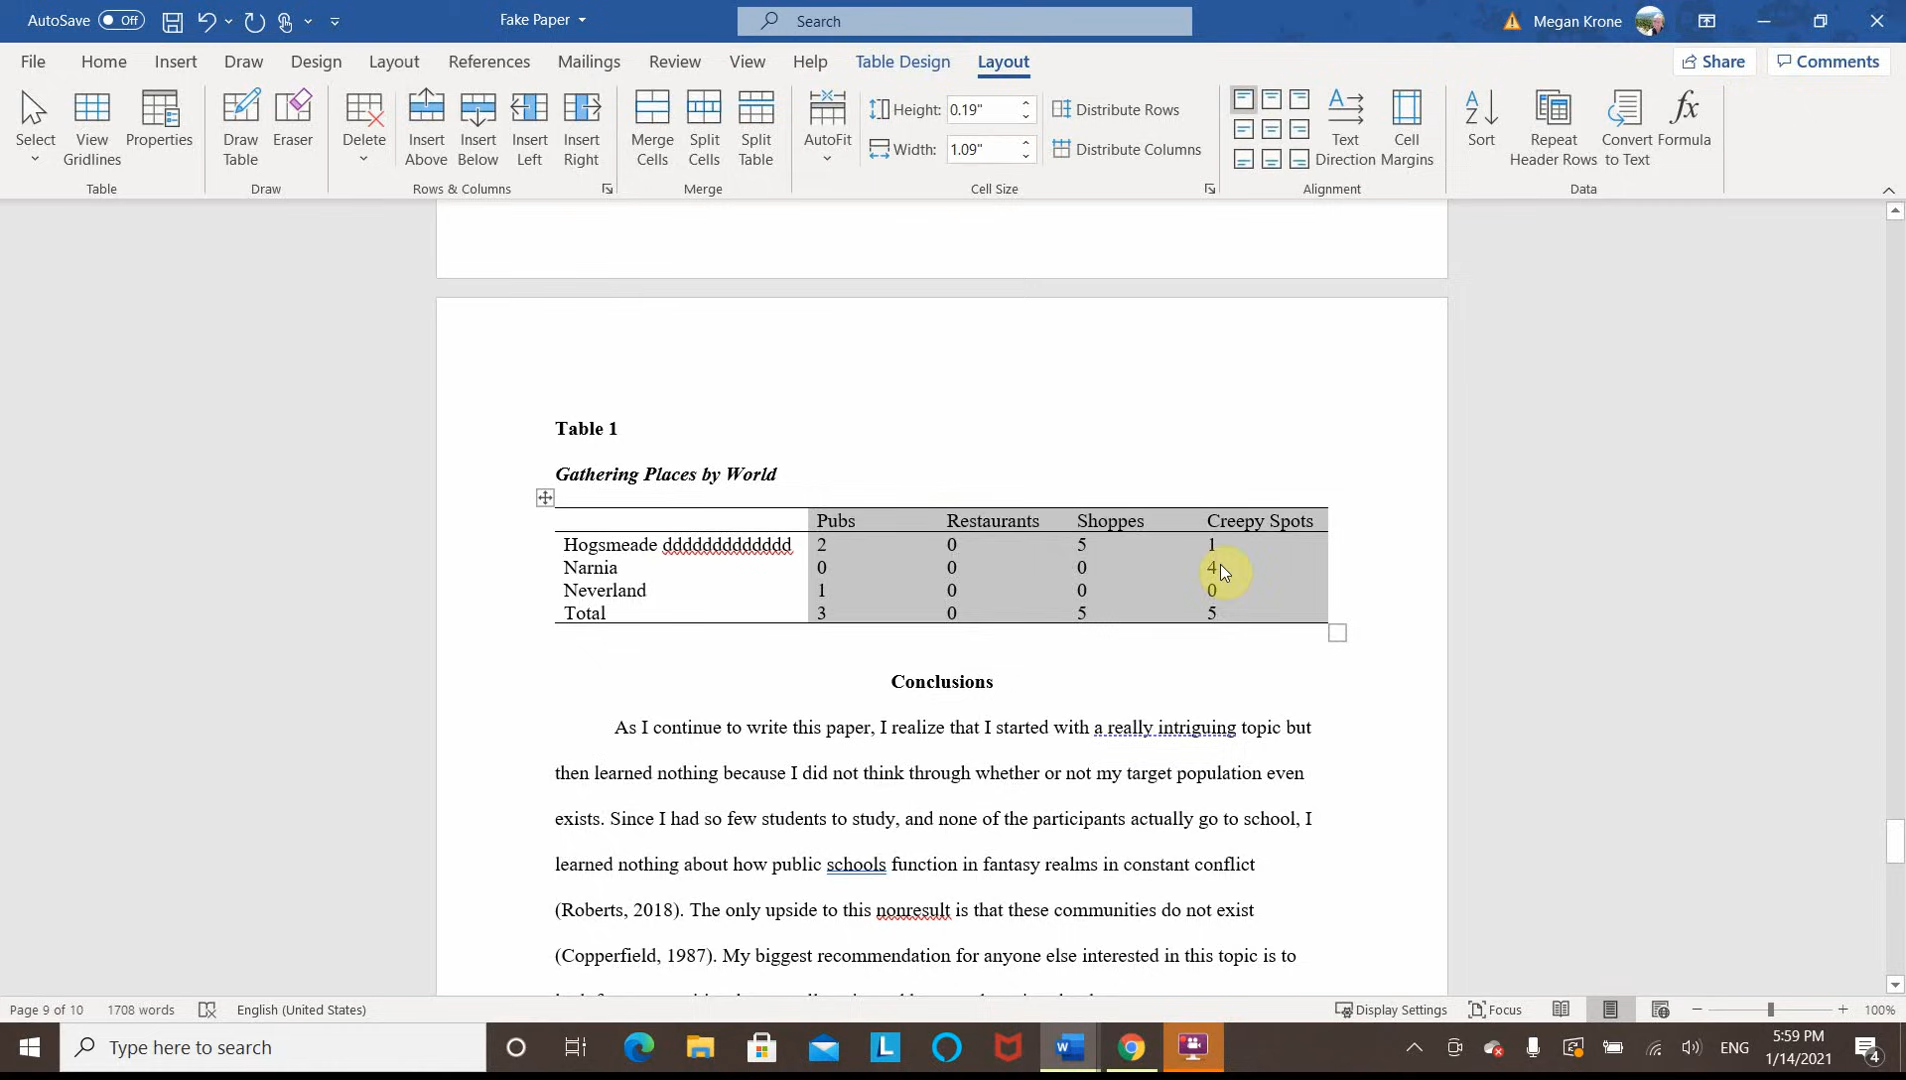 AutoSave Off Fake Paper Search Megan Krone
File Home Insert Draw Design Layout References Mailings Review View Help Table Design Layout Share Comments
Select View Gridlines Properties Draw Table Eraser Delete Insert Above Insert Below Insert Left Insert Right Merge Cells Split Cells Split Table AutoFit Height: 0.19" Distribute Rows Text Direction Cell Margins Sort Repeat Header Rows Convert to Text Formula
Width: 1.09" Distribute Columns
Table Draw Rows & Columns Merge Cell Size Alignment Data
Table 1
Gathering Places by World
Pubs Restaurants Shoppes Creepy Spots
Hogsmeade ddddddddddddd 2 0 5 1
Narnia 0 0 0 4
Neverland 1 0 0 0
Total 3 0 5 5
Conclusions
As I continue to write this paper, I realize that I started with a really intriguing topic but
then learned nothing because I did not think through whether or not my target population even
exists. Since I had so few students to study, and none of the participants actually go to school, I
learned nothing about how public schools function in fantasy realms in constant conflict
(Roberts, 2018). The only upside to this nonresult is that these communities do not exist
(Copperfield, 1987). My biggest recommendation for anyone else interested in this topic is to
Page 9 of 10 1708 words English (United States) Display Settings Focus 100%
Type here to search ENG 5:59 PM
1/14/2021 4